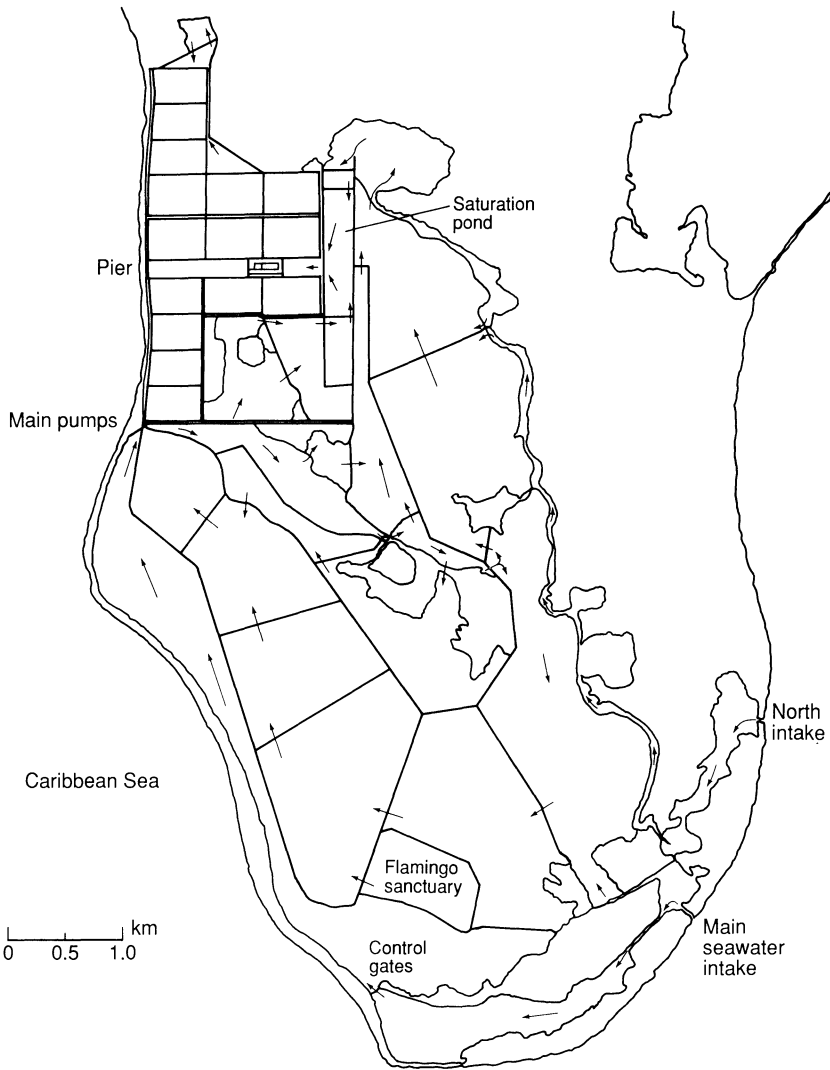 Saturation
pond
Pier
Main pumps
North
intake
Caribbean Sea
Flamingo
sanctuary
km
0 0.5 1.0
Control
gates
Main
seawater
intake